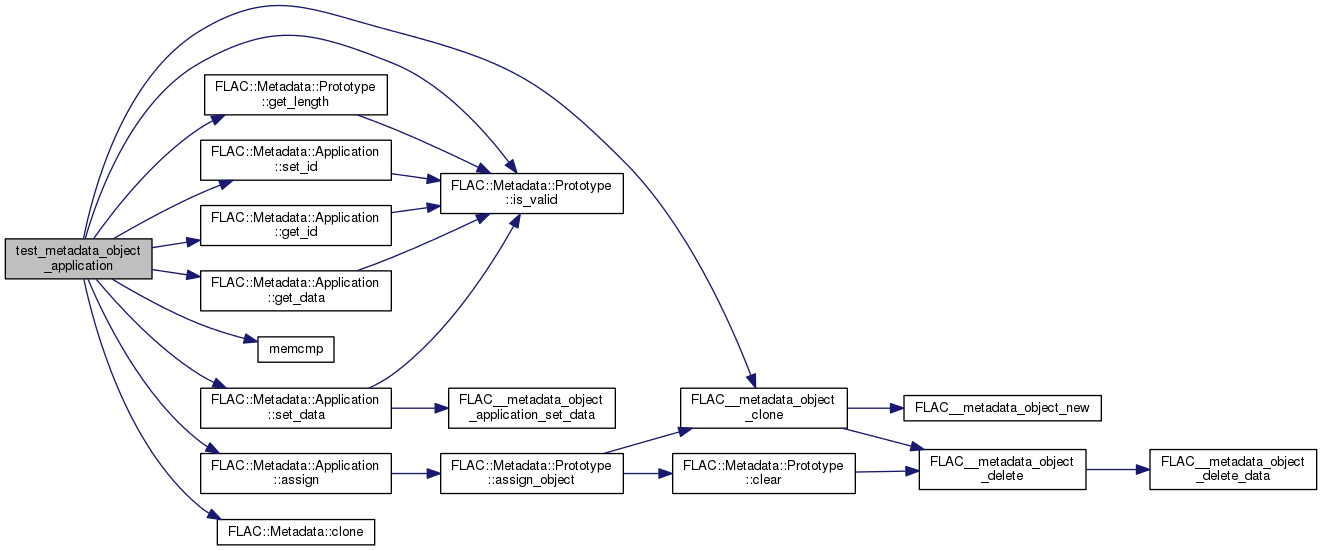 FLAC::Metadata::Prototype
::get_length
FLAC::Metadata::Application
::set_id
FLAC::Metadata::Prototype
::is_valid
FLAC::Metadata::Application
::get_id
test_metadata_object
_application
FLAC::Metadata::Application
::get_data
memcmp
FLAC::Metadata::Application
::set_data
FLAC__metadata_object
_application_set_data
FLAC__metadata_object
_clone
FLAC__metadata_object_new
FLAC::Metadata::Application
::assign
FLAC::Metadata::Prototype
::assign_object
FLAC::Metadata::Prototype
::clear
FLAC__metadata_object
_delete
FLAC__metadata_object
_delete_data
FLAC::Metadata::clone